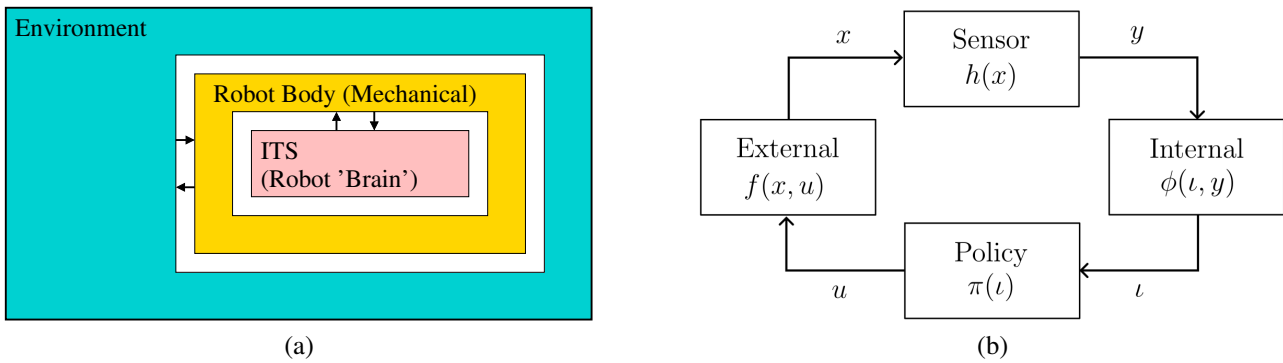 Environment
Robot Body (Mechanical)
ITS
(Robot ’Brain’)
(a)
x
Sensor
h(x)
y
External
f(x, u)
Internal
ϕ(ι, y)
Policy
π(ι)
u
ι
(b)